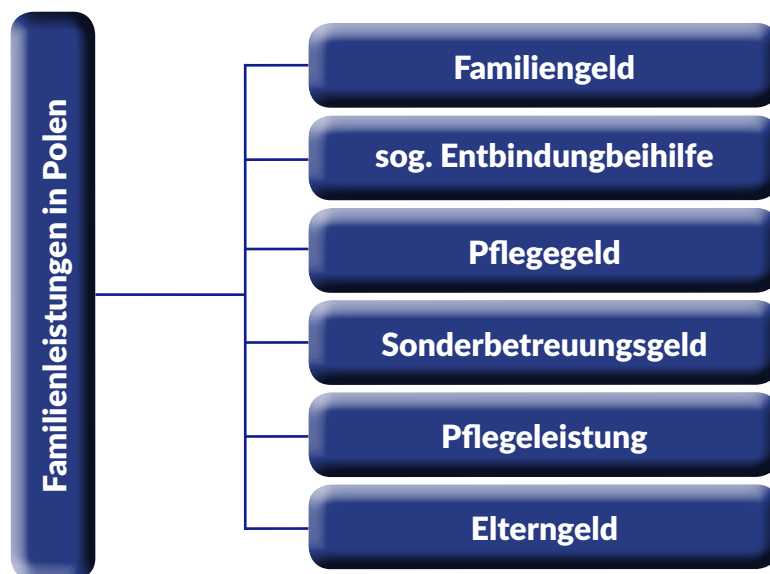 Familienleistungen in Polen
Familiengeld
sog. Entbindungbeihilfe
Pflegegeld
Sonderbetreuungsgeld
Pflegeleistung
Elterngeld